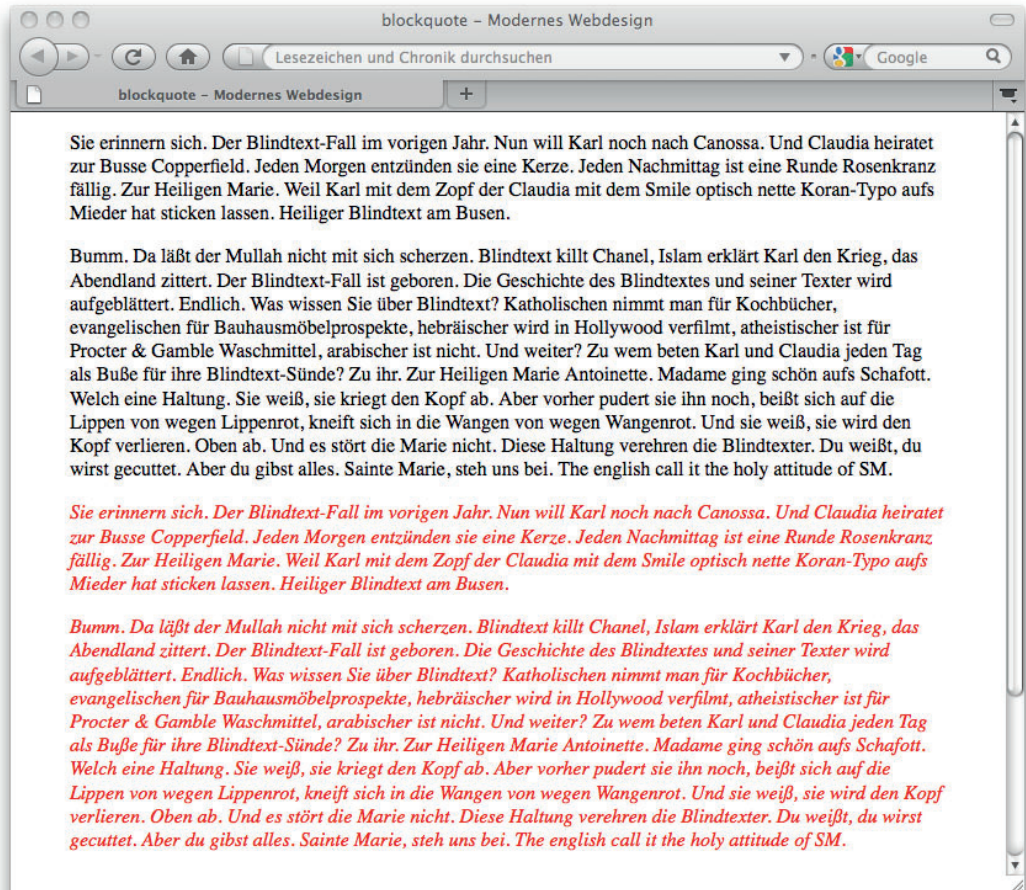 blockquote – Modernes Webdesign
Lesezeichen und Chronik durchsuchen
Google
blockquote – Modernes Webdesign
Sie erinnern sich. Der Blindtext-Fall im vorigen Jahr. Nun will Karl noch nach Canossa. Und Claudia heiratet
zur Busse Copperfield. Jeden Morgen entzünden sie eine Kerze. Jeden Nachmittag ist eine Runde Rosenkranz
fällig. Zur Heiligen Marie. Weil Karl mit dem Zopf der Claudia mit dem Smile optisch nette Koran-Typo aufs
Mieder hat sticken lassen. Heiliger Blindtext am Busen.
Bumm. Da läßt der Mullah nicht mit sich scherzen. Blindtext killt Chanel, Islam erklärt Karl den Krieg, das
Abendland zittert. Der Blindtext-Fall ist geboren. Die Geschichte des Blindtextes und seiner Texter wird
aufgeblättert. Endlich. Was wissen Sie über Blindtext? Katholischen nimmt man für Kochbücher,
evangelischen für Bauhausmöbelprospekte, hebräischer wird in Hollywood verfilmt, atheistischer ist für
Procter & Gamble Waschmittel, arabischer ist nicht. Und weiter? Zu wem beten Karl und Claudia jeden Tag
als Buße für ihre Blindtext-Sünde? Zu ihr. Zur Heiligen Marie Antoinette. Madame ging schön aufs Schafott.
Welch eine Haltung. Sie weiß, sie kriegt den Kopf ab. Aber vorher pudert sie ihn noch, beißt sich auf die
Lippen von wegen Lippenrot, kneift sich in die Wangen von wegen Wangenrot. Und sie weiß, sie wird den
Kopf verlieren. Oben ab. Und es stört die Marie nicht. Diese Haltung verehren die Blindtexter. Du weißt, du
wirst gecuttet. Aber du gibst alles. Sainte Marie, steh uns bei. The english call it the holy attitude of SM.
Sie erinnern sich. Der Blindtext-Fall im vorigen Jahr. Nun will Karl noch nach Canossa. Und Claudia heiratet
zur Busse Copperfield. Jeden Morgen entzünden sie eine Kerze. Jeden Nachmittag ist eine Runde Rosenkranz
fällig. Zur Heiligen Marie. Weil Karl mit dem Zopf der Claudia mit dem Smile optisch nette Koran-Typo aufs
Mieder hat sticken lassen. Heiliger Blindtext am Busen.
Bumm. Da läßt der Mullah nicht mit sich scherzen. Blindtext killt Chanel, Islam erklärt Karl den Krieg, das
Abendland zittert. Der Blindtext-Fall ist geboren. Die Geschichte des Blindtextes und seiner Texter wird
aufgeblättert. Endlich. Was wissen Sie über Blindtext? Katholischen nimmt man für Kochbücher,
evangelischen für Bauhausmöbelprospekte, hebräischer wird in Hollywood verfilmt, atheistischer ist für
Procter & Gamble Waschmittel, arabischer ist nicht. Und weiter? Zu wem beten Karl und Claudia jeden Tag
als Buße für ihre Blindtext-Sünde? Zu ihr. Zur Heiligen Marie Antoinette. Madame ging schön aufs Schafott.
Welch eine Haltung. Sie weiß, sie kriegt den Kopf ab. Aber vorher pudert sie ihn noch, beißt sich auf die
Lippen von wegen Lippenrot, kneift sich in die Wangen von wegen Wangenrot. Und sie weiß, sie wird den Kopf
verlieren. Oben ab. Und es stört die Marie nicht. Diese Haltung verehren die Blindtexter. Du weißt, du wirst
gecuttet. Aber du gibst alles. Sainte Marie, steh uns bei. The english call it the holy attitude of SM.